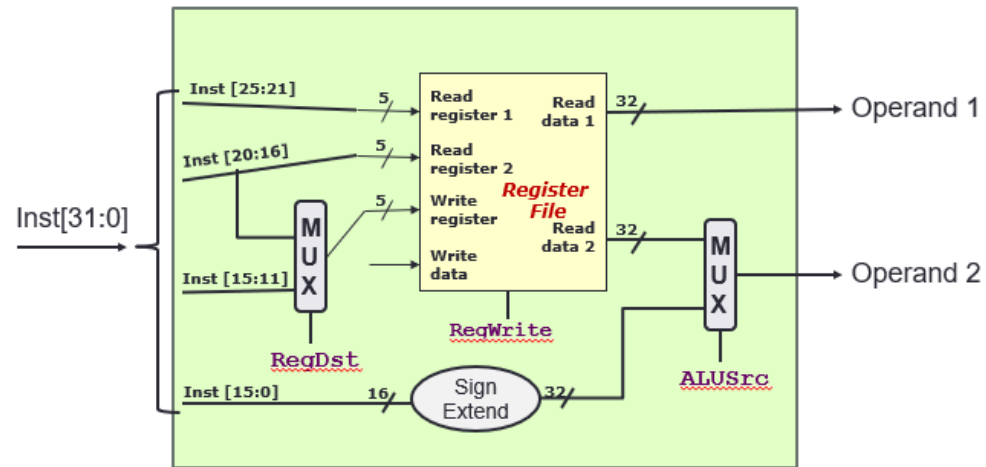 Inst[31:0]
Inst [25:21]
5
Read
register 1
Inst [20:16]
5
Read
register 2
5
Write
register
Inst [15:11]
M
U
X
RegDst
Write
data
Register
File
Read
data 1
32
Read
data 2
32
RegWrite
Inst [15:0]
16
Sign
Extend
32
M
U
X
ALUSrc
Operand 1
Operand 2